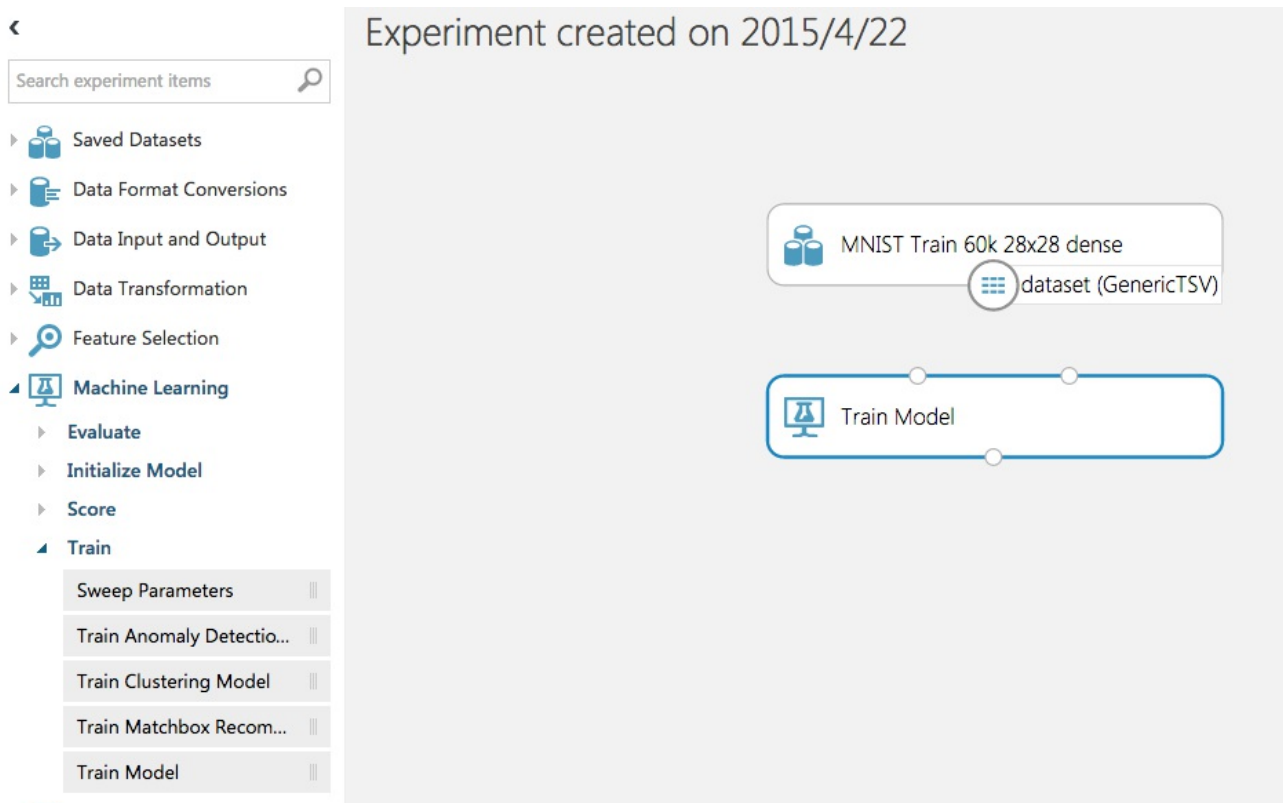 Experiment created on 2015/4/22
Search experiment items
Saved Datasets
Data Format Conversions
Data Input and Output
Data Transformation
Feature Selection
Machine Learning
Evaluate
Initialize Model
Score
Train
Sweep Parameters
Train Anomaly Detectio...
Train Clustering Model
Train Matchbox Recom...
Train Model
MNIST Train 60k 28x28 dense
dataset (GenericTSV)
Train Model